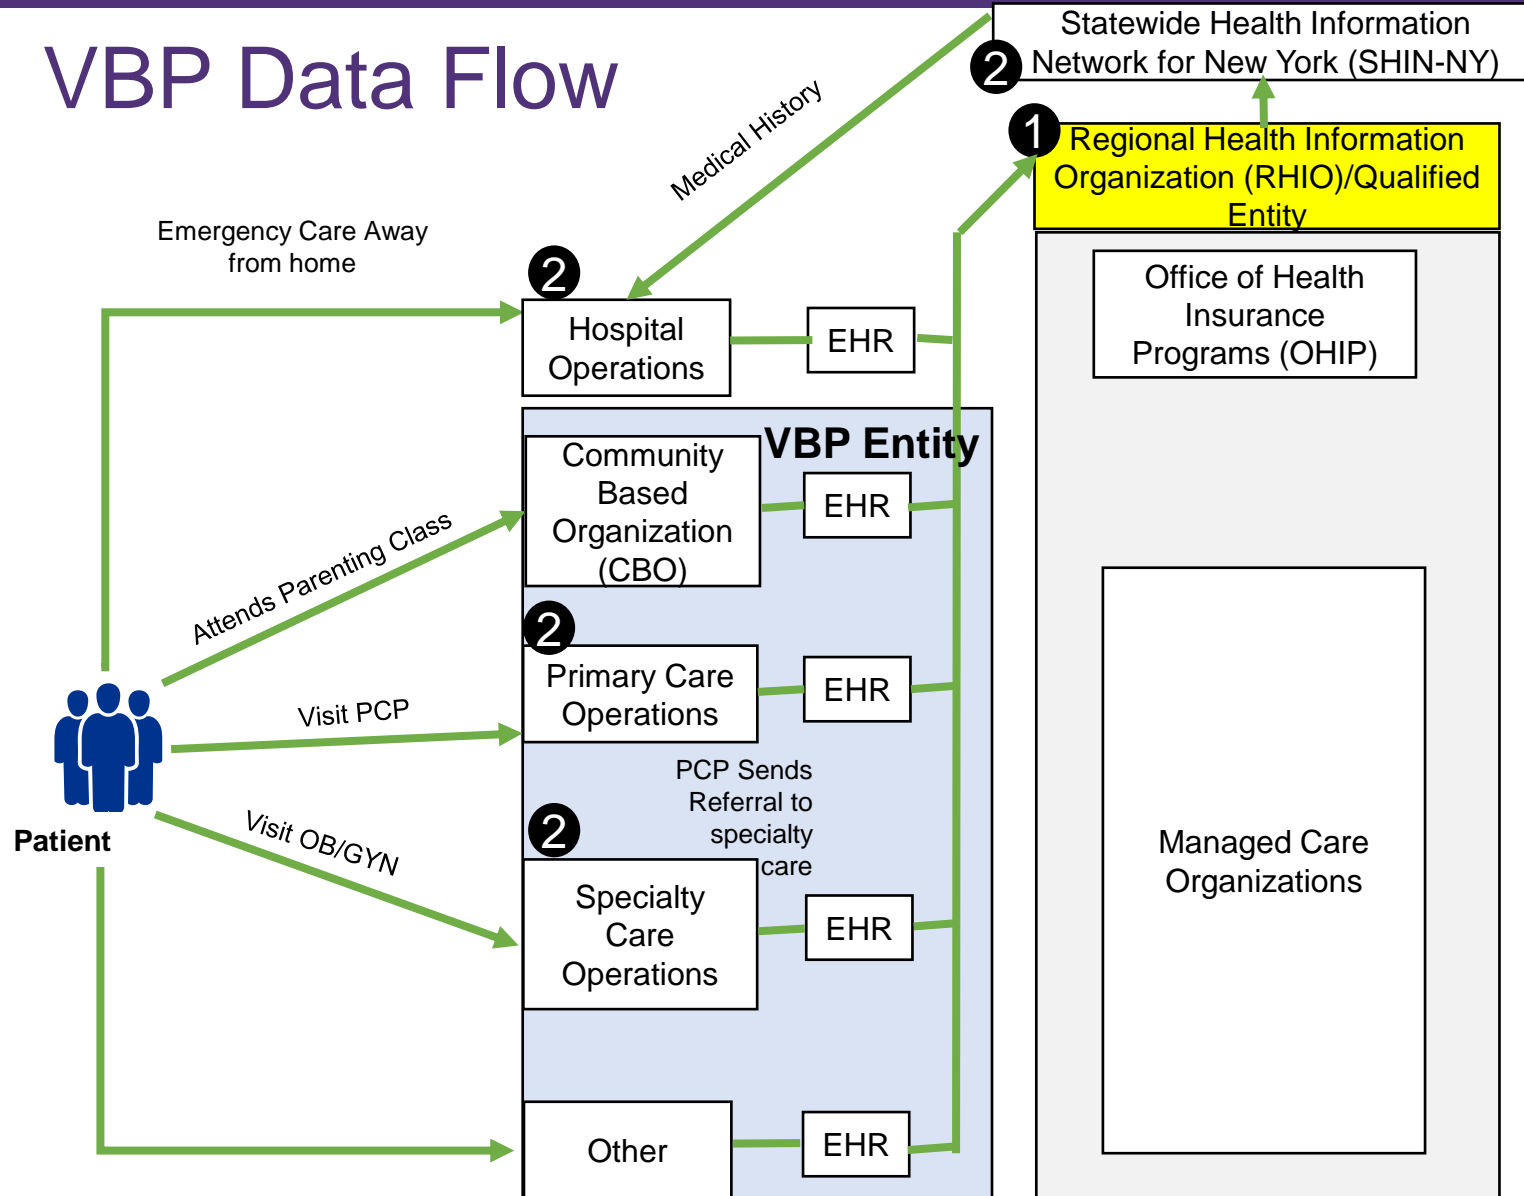 VBP Data Flow
Statewide Health Information
Network for New York (SHIN-NY)
2
1
Regional Health Information
Organization (RHIO)/Qualified
Entity
Medical History
Emergency Care Away
from home
2
Hospital
Operations
EHR
Office of Health
Insurance
Programs (OHIP)
VBP Entity
Community
Based
Organization
(CBO)
EHR
Attends Parenting Class
2
Primary Care
Operations
EHR
Visit PCP
PCP Sends
Referral to
specialty
care
Patient
Visit OB/GYN
2
Specialty
Care
Operations
EHR
Managed Care
Organizations
Other
EHR